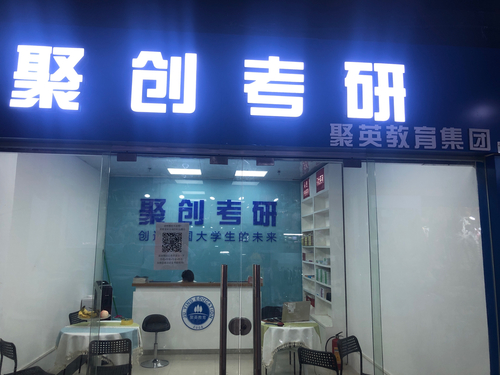 聚创考研
聚英教育集团
聚创考研
创造 大学生的未来